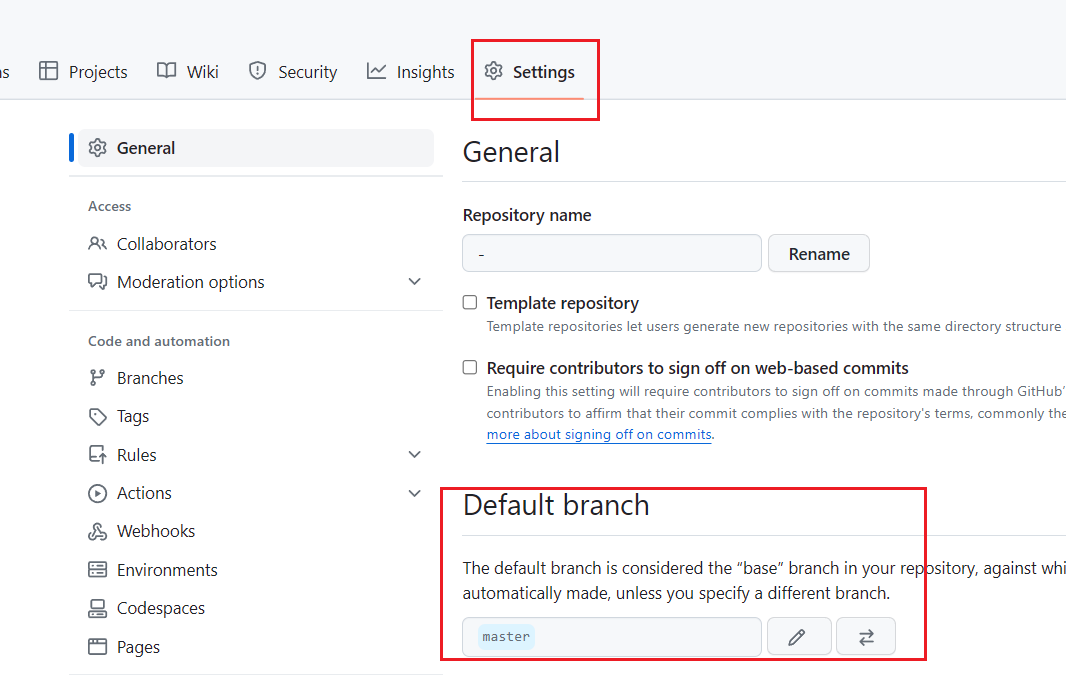 Projects
Wiki
Security
Insights
Settings
General
Access
Collaborators
Moderation options
Code and automation
Branches
Tags
Rules
Actions
Webhooks
Environments
Codespaces
Pages
General
Repository name
-
Rename
Template repository
Template repositories let users generate new repositories with the same directory structure
Require contributors to sign off on web-based commits
Enabling this setting will require contributors to sign off on commits made through GitHub'
contributors to affirm that their commit complies with the repository's terms, commonly the
more about signing off on commits.
Default branch
The default branch is considered the “base” branch in your repository, against whi
automatically made, unless you specify a different branch.
master